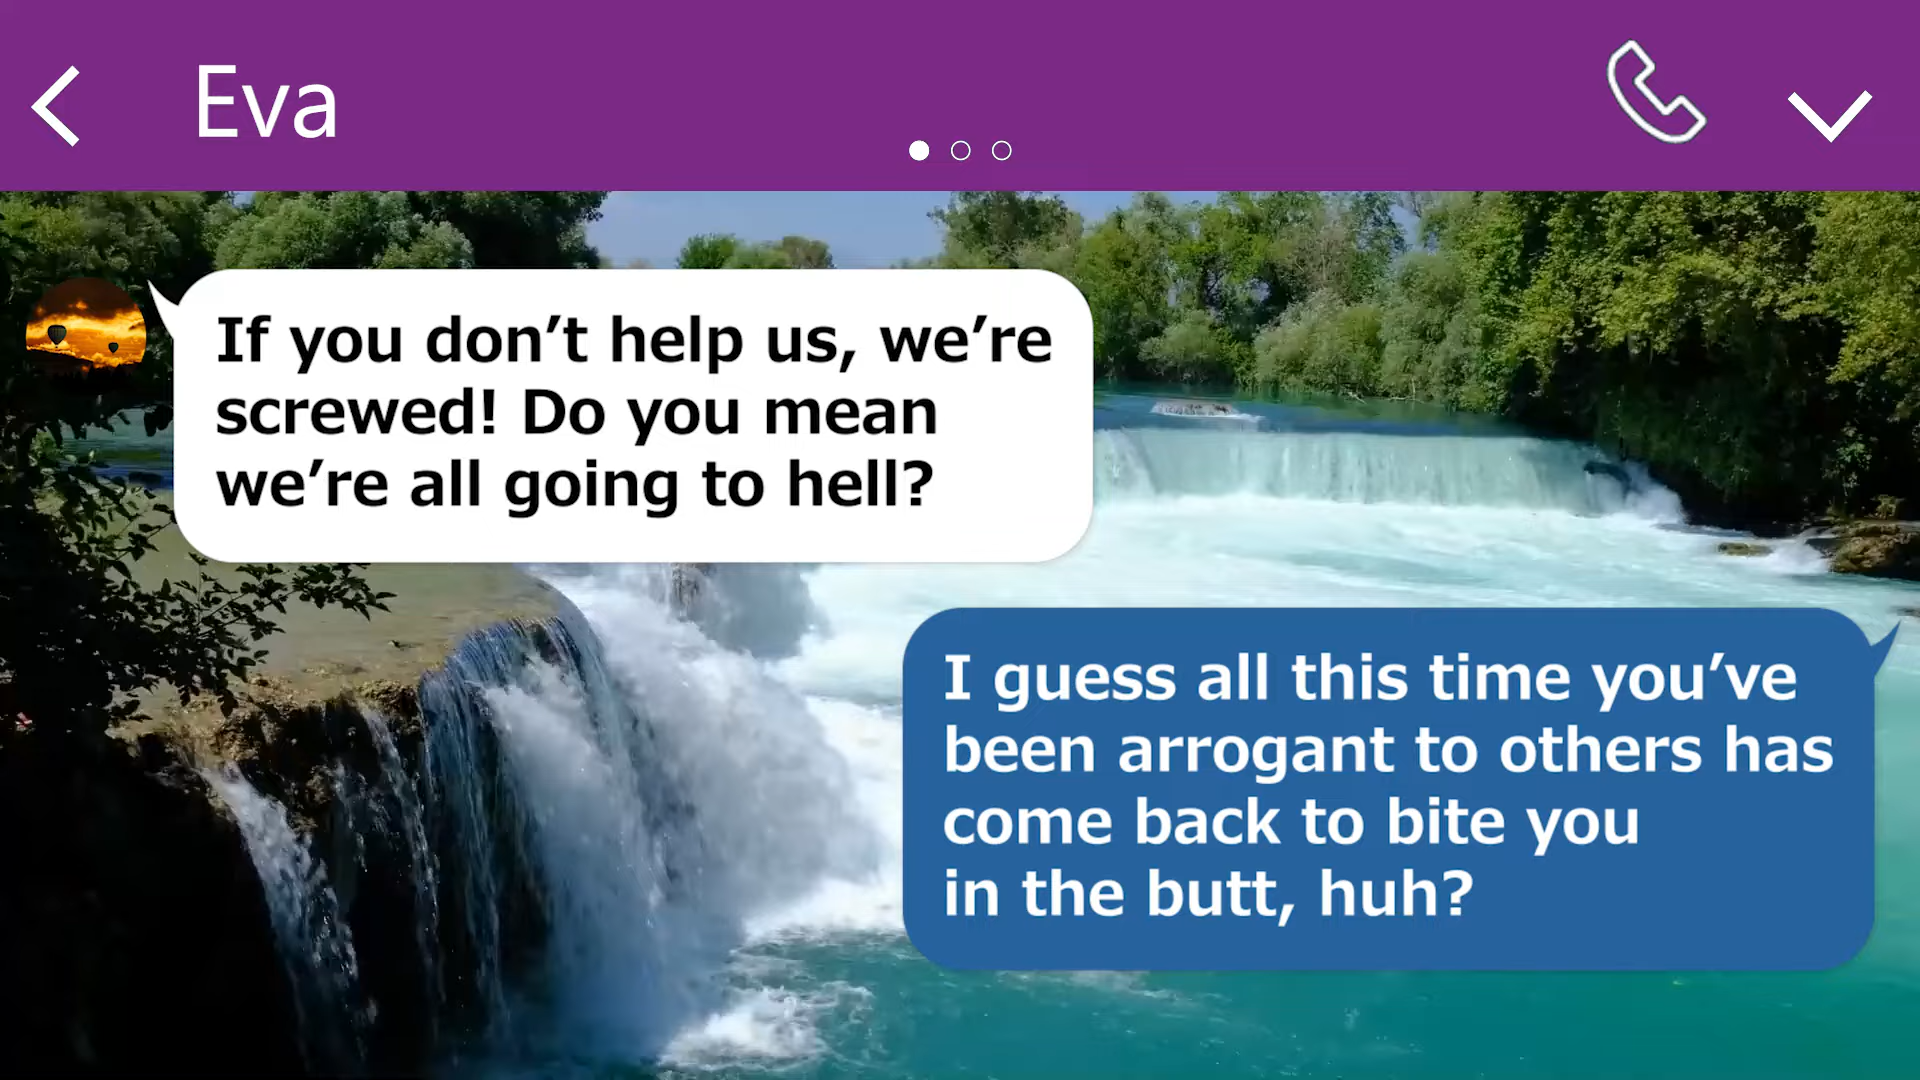 Eva
If you don’t help us, we’re
screwed! Do you mean
we’re all going to hell?
I guess all this time you’ve
been arrogant to others has
come back to bite you
in the butt, huh?